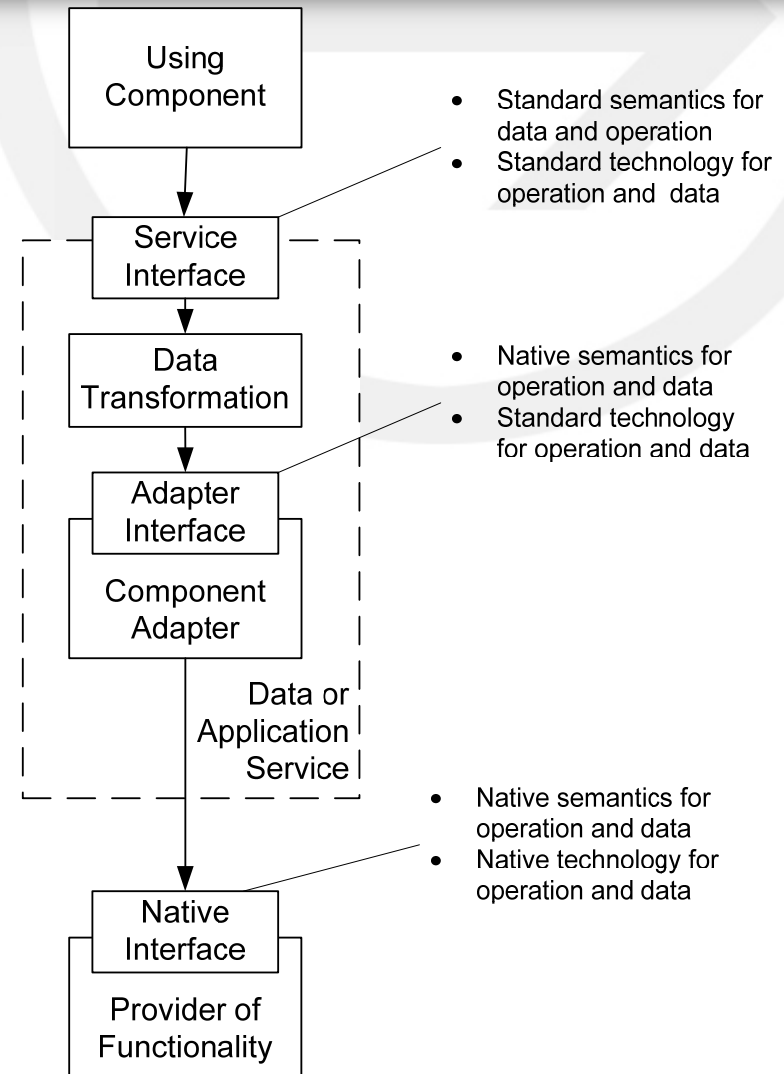 Using
Component
• Standard semantics for
data and operation
• Standard technology for
operation and data
Service
Interface
Data
Transformation
• Native semantics for
operation and data
• Standard technology
for operation and data
Adapter
Interface
Component
Adapter
Data or
Application
Service
• Native semantics for
operation and data
• Native technology for
operation and data
Native
Interface
Provider of
Functionality